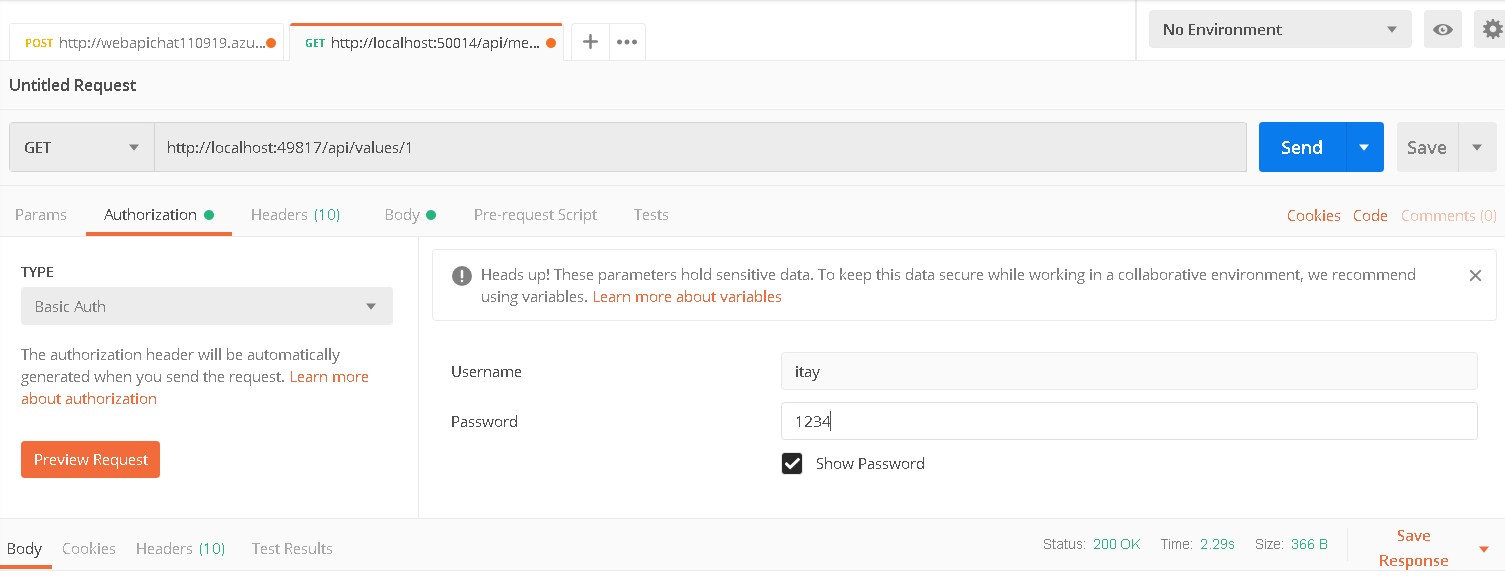 POST http://webapichat110919.azu...
GET http://localhost:50014/api/me...
+ •••
No Environment
Untitled Request
GET http://localhost:49817/api/values/1 Send Save
Params Authorization Headers (10) Body Pre-request Script Tests Cookies Code Comments (0)
TYPE
Basic Auth
The authorization header will be automatically
generated when you send the request. Learn more
about authorization
Preview Request
Heads up! These parameters hold sensitive data. To keep this data secure while working in a collaborative environment, we recommend
using variables. Learn more about variables
Username itay
Password 1234
Show Password
Body Cookies Headers (10) Test Results Status: 200 OK Time: 2.29s Size: 366 B Save
Response